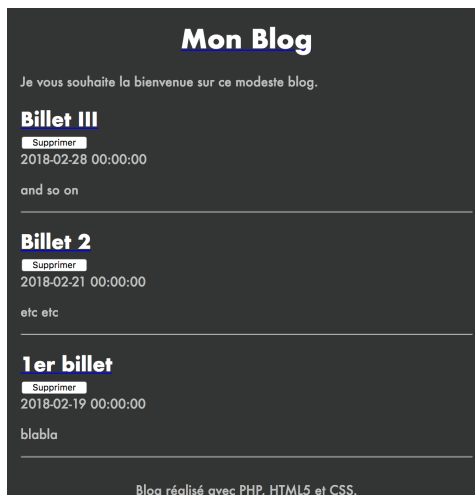 Mon Blog
Je vous souhaite la bienvenue sur ce modeste blog.
Billet III
Supprimer
2018-02-28 00:00:00
and so on
Billet 2
Supprimer
2018-02-21 00:00:00
etc etc
1er billet
Supprimer
2018-02-19 00:00:00
blabla
Blog réalisé avec PHP, HTML5 et CSS.